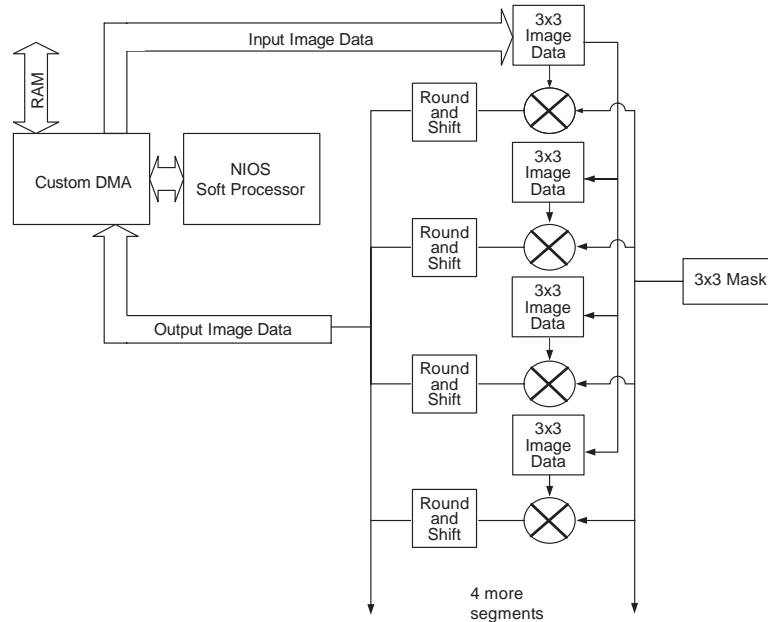 Input Image Data
3x3
Image
Data
RAM
Round
and
Shift
Custom DMA
NIOS
Soft Processor
3x3
Image
Data
Round
and
Shift
3x3 Mask
3x3
Image
Data
Output Image Data
Round
and
Shift
3x3
Image
Data
Round
and
Shift
4 more
segments